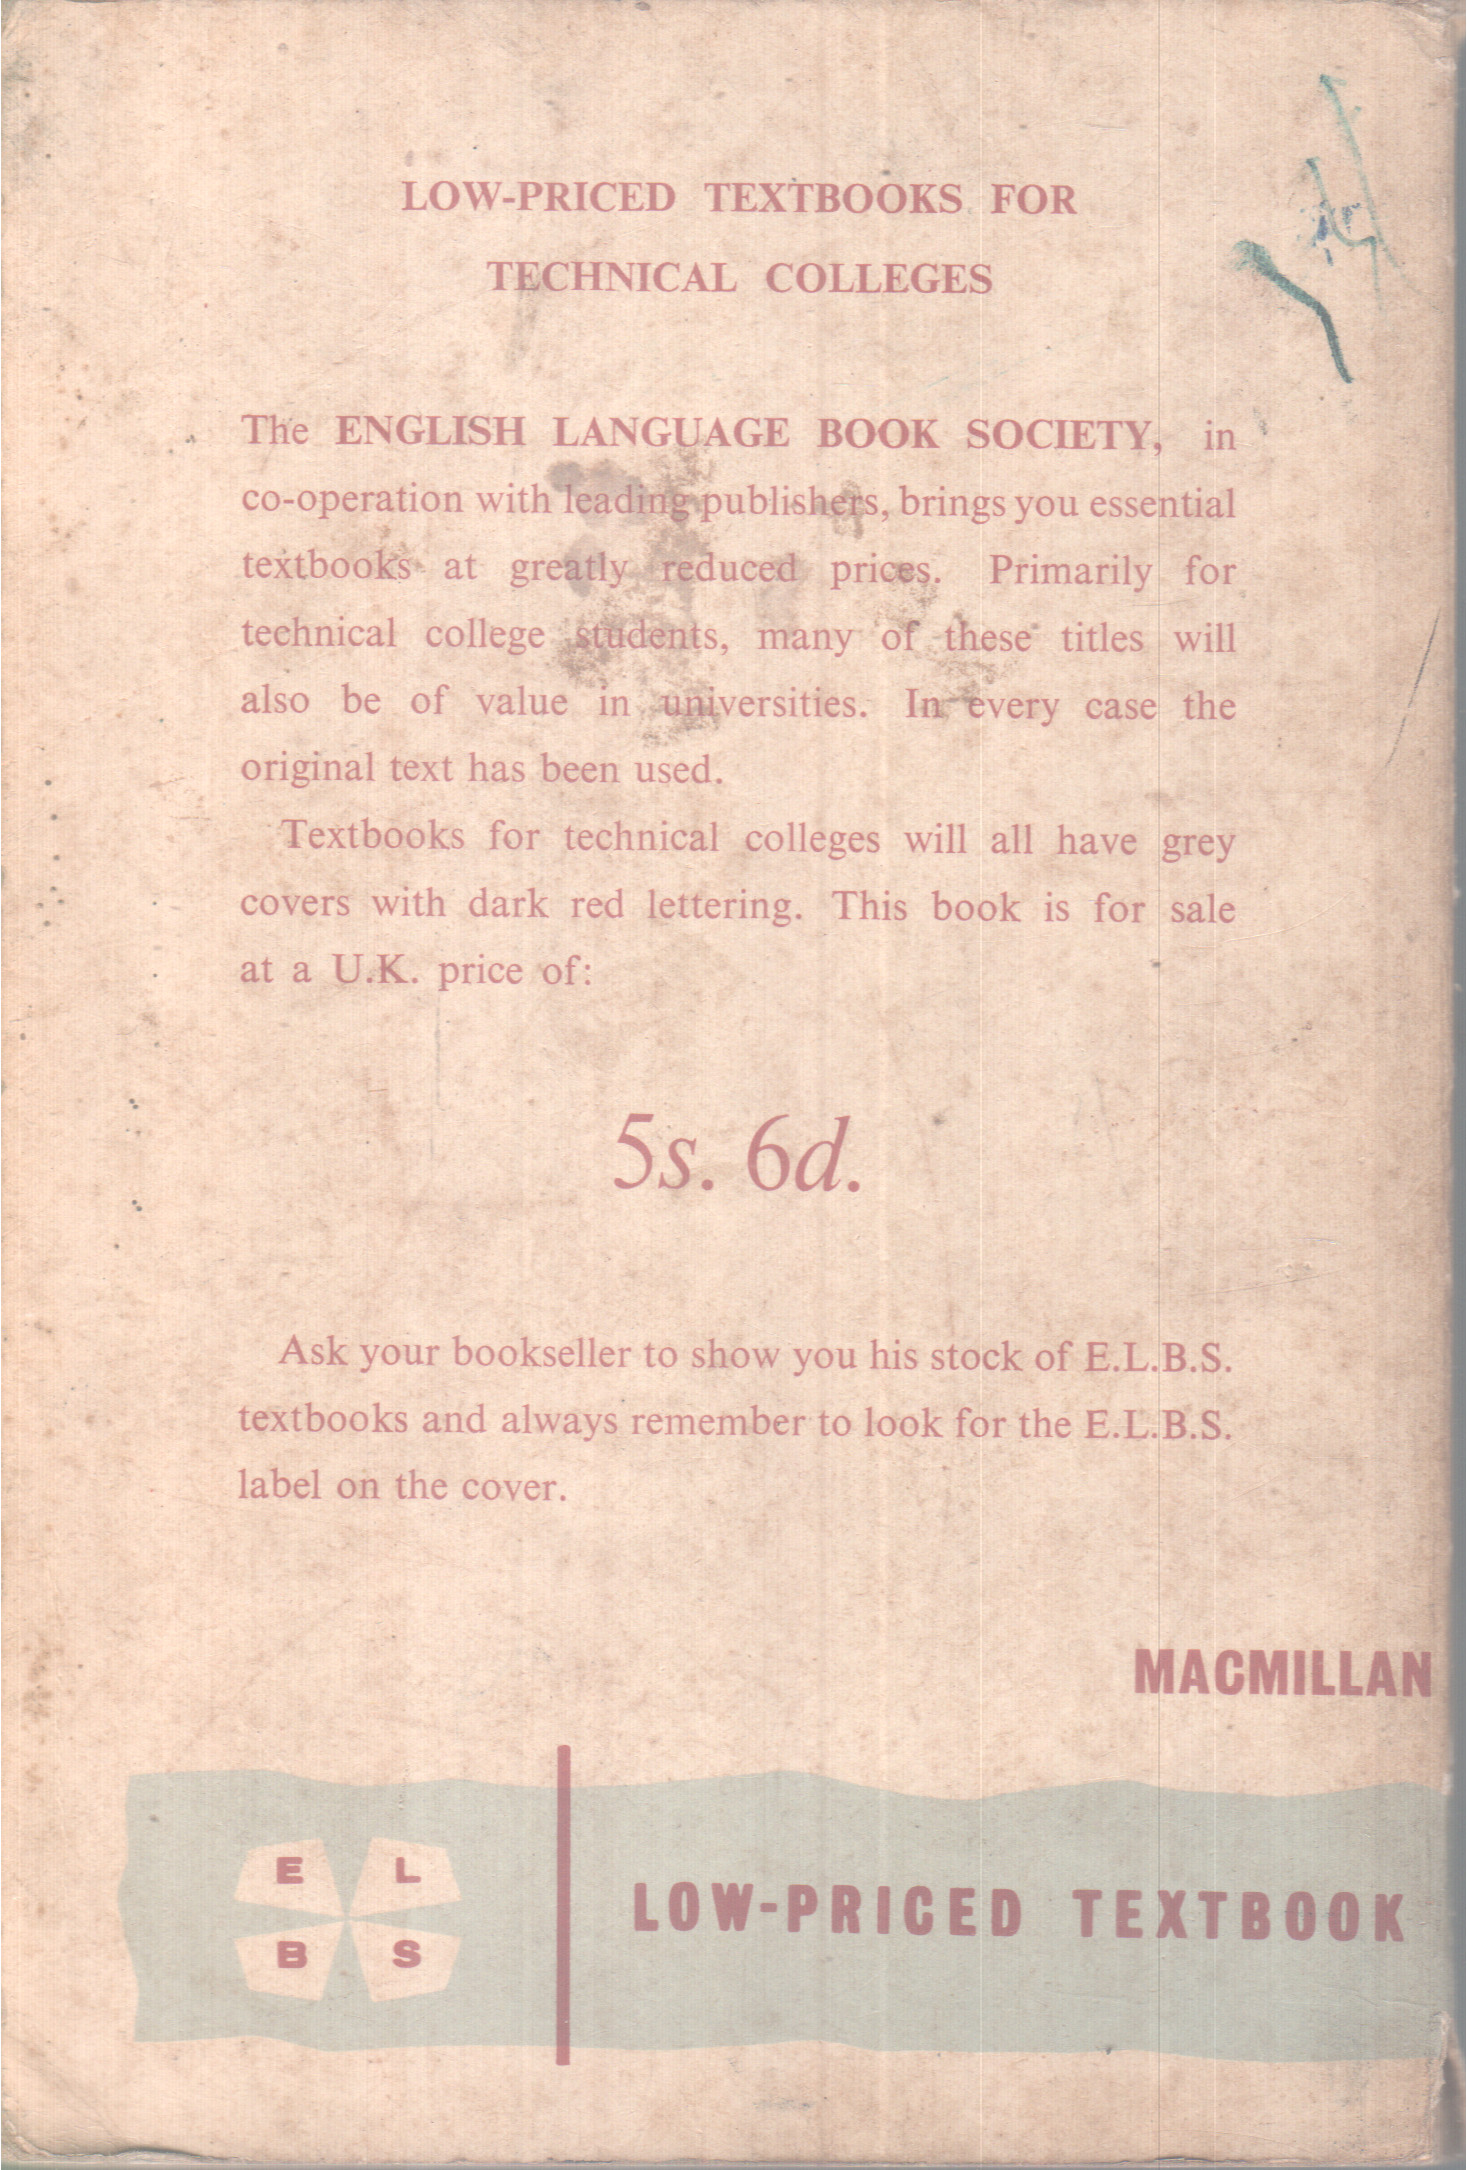 LOW-PRICED TEXTBOOKS FOR
TECHNICAL COLLEGES
The ENGLISH LANGUAGE BOOK SOCIETY, in
co-operation with leading publishers, brings you essential
textbooks at greatly reduced prices. Primarily for
technical college students, many of these titles will
also be of value in universities. In every case the
original text has been used.
Textbooks for technical colleges will all have grey
covers with dark red lettering. This book is for sale
at a U.K. price of:
5s. 6d.
Ask your bookseller to show you his stock of E.L.B.S.
textbooks and always remember to look for the E.L.B.S.
label on the cover.
MACMILLAN
E L
B S
LOW-PRICED TEXTBOOK